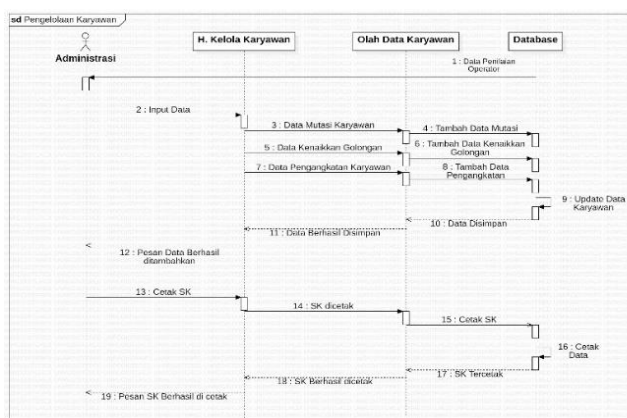 sd Pengelolaan Karyawan
Administrasi
H. Kelola Karyawan
Olah Data Karyawan
Database
1 : Data Penilaian
Operator
2 : Input Data
3 : Data Mutasi Karyawan
4 : Tambah Data Mutasi
5 : Data Kenaikkan Golongan
6 : Tambah Data Kenaikkan
Golongan
7 : Data Pengangkatan Karyawan
8 : Tambah Data
Pengangkatan
9 : Update Data
Karyawan
10 : Data Disimpan
11 : Data Berhasil Disimpan
12 : Pesan Data Berhasil
ditambahkan
13 : Cetak SK
14 : SK dicetak
15 : Cetak SK
16 : Cetak
Data
17 : SK Tercetak
18 : SK Berhasil dicetak
19 : Pesan SK Berhasil di cetak